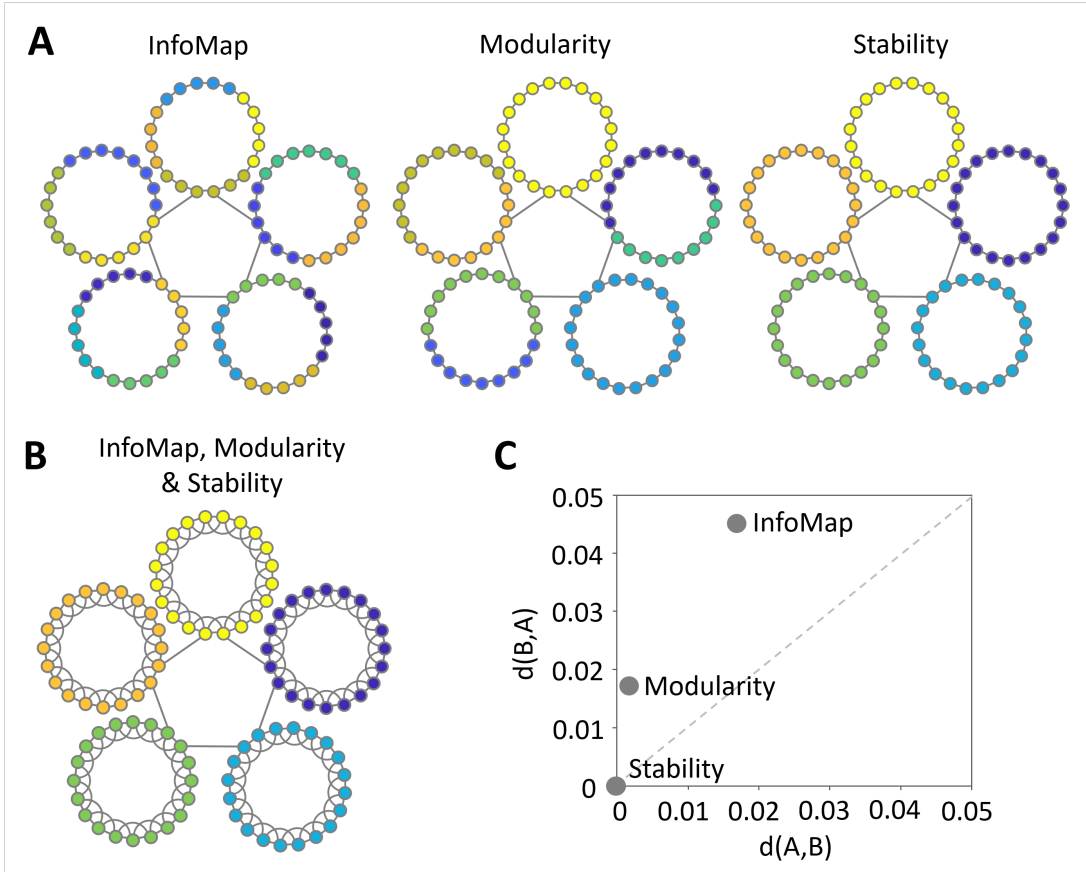 A
InfoMap
Modularity
Stability
B
InfoMap, Modularity
& Stability
C
0.05
0.04
0.03
0.02
0.01
0
d(B,A)
InfoMap
Modularity
Stability
0
0.01
0.02
0.03
0.04
0.05
d(A,B)